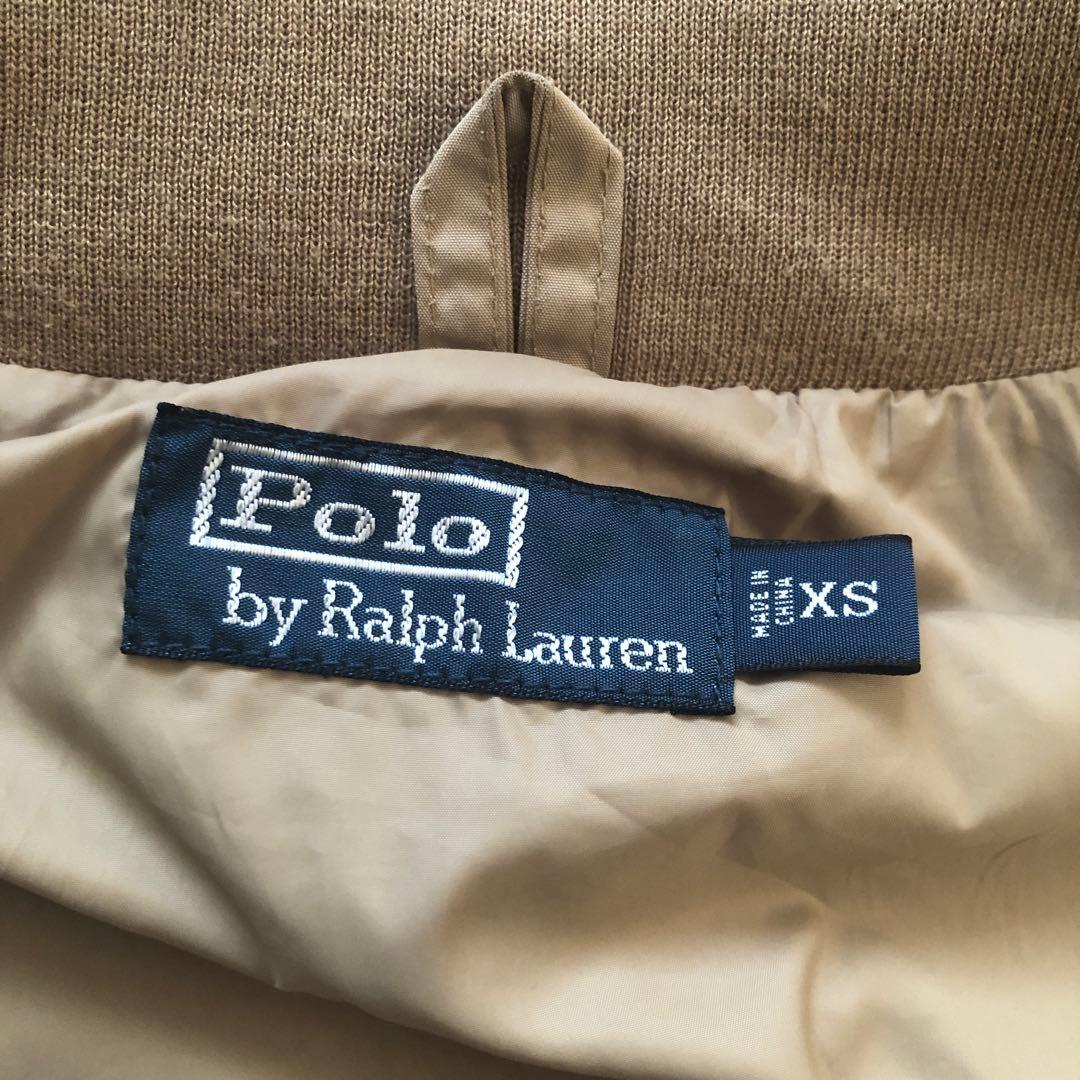 Polo
by Ralph Lauren
MADE IN
CHINA
XS